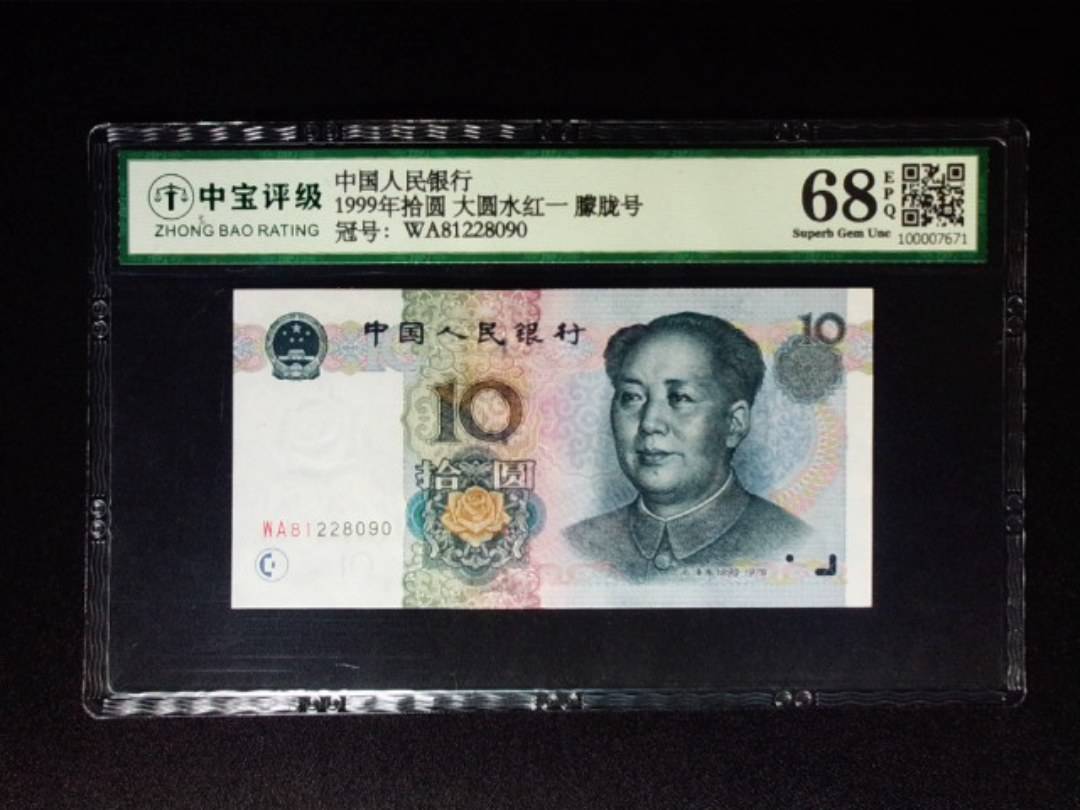 中宝评级
ZHONG BAO RATING
中国人民银行
1999年拾圆 大圆水红一 朦胧号
冠号: WA81228090
68
EPQ
Superb Gem Unc
100007671
中国人民银行
10
10
拾圆
WA81228090